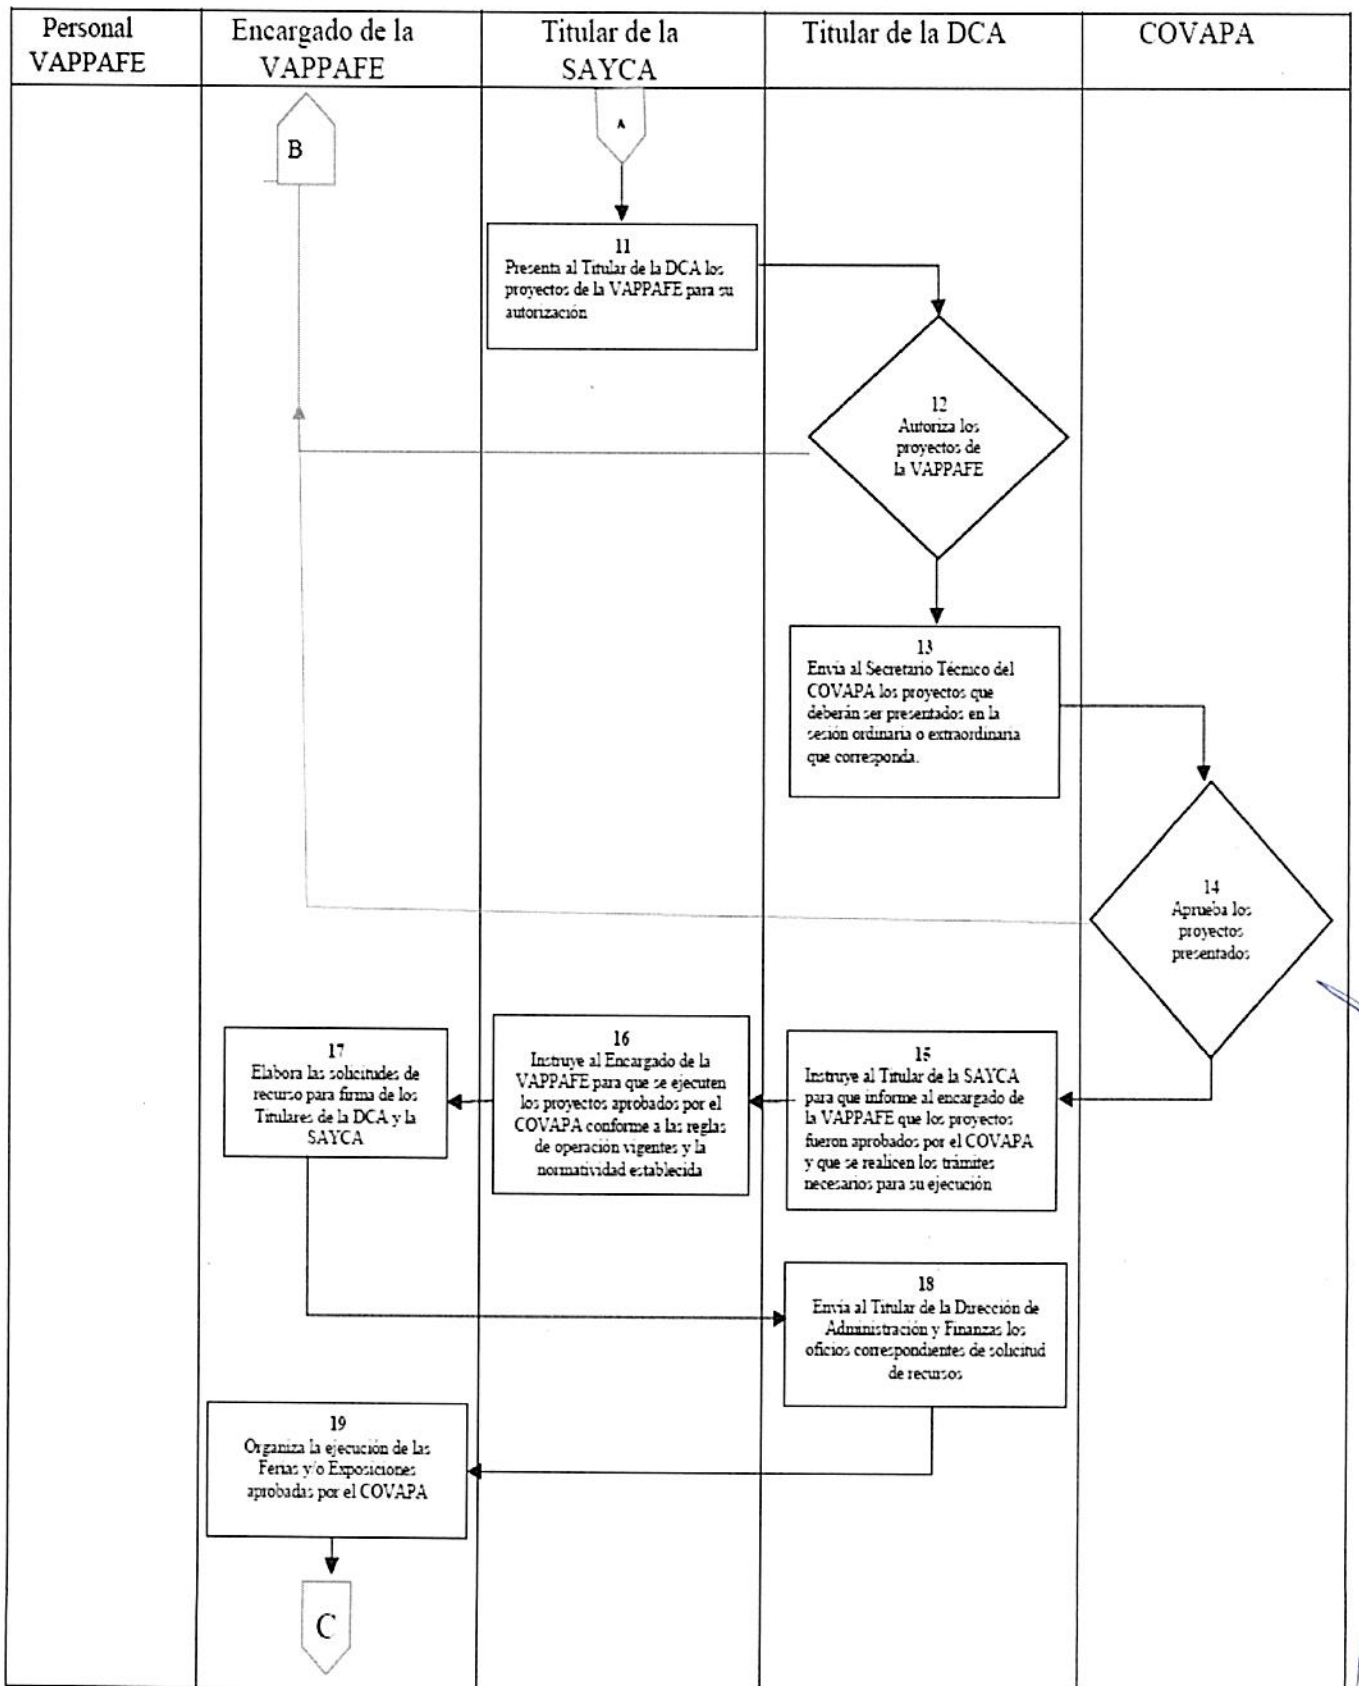 Personal
VAPPAFE
Encargado de la
VAPPAFE
Titular de la
SAYCA
Titular de la DCA
COVAPA
B
A
11
Presenta al Titular de la DCA los
proyectos de la VAPPAFE para su
autorización
12
Autoriza los
proyectos de
la VAPPAFE
13
Envía al Secretario Técnico del
COVAPA los proyectos que
deberán ser presentados en la
sesión ordinaria o extraordinaria
que corresponda.
14
Aprueba los
proyectos
presentados
17
Elabora las solicitudes de
recurso para firma de los
Titulares de la DCA y la
SAYCA
16
Instruye al Encargado de la
VAPPAFE para que se ejecuten
los proyectos aprobados por el
COVAPA conforme a las reglas
de operación vigentes y la
normatividad establecida
15
Instruye al Titular de la SAYCA
para que informe al encargado de
la VAPPAFE que los proyectos
fueron aprobados por el COVAPA
y que se realicen los trámites
necesarios para su ejecución
18
Envía al Titular de la Dirección de
Administración y Finanzas los
oficios correspondientes de solicitud
de recursos
19
Organiza la ejecución de las
Ferias y/o Exposiciones
aprobadas por el COVAPA
C